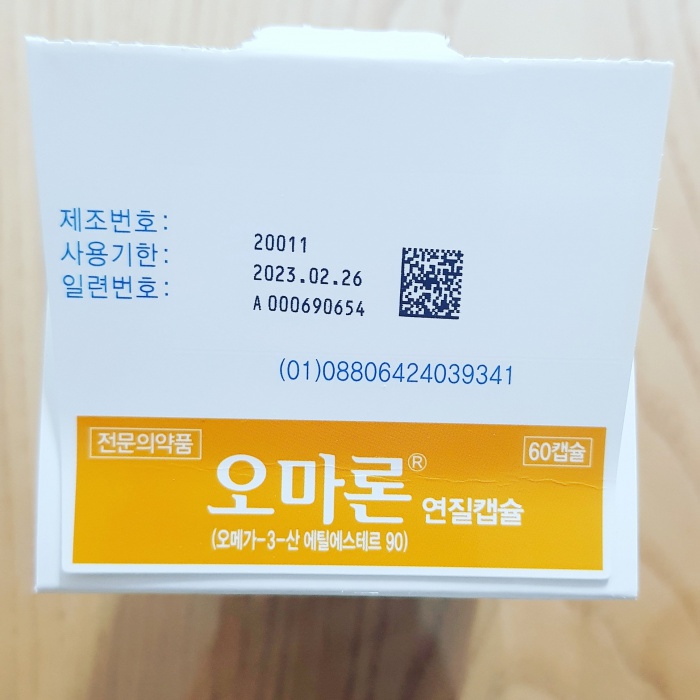 제조번호: 20011
사용기한: 2023.02.26
일련번호: A 000690654
(01)08806424039341
전문의약품
60캡슐
오마론® 연질캡슐
(오메가-3-산 에틸에스테르 90)